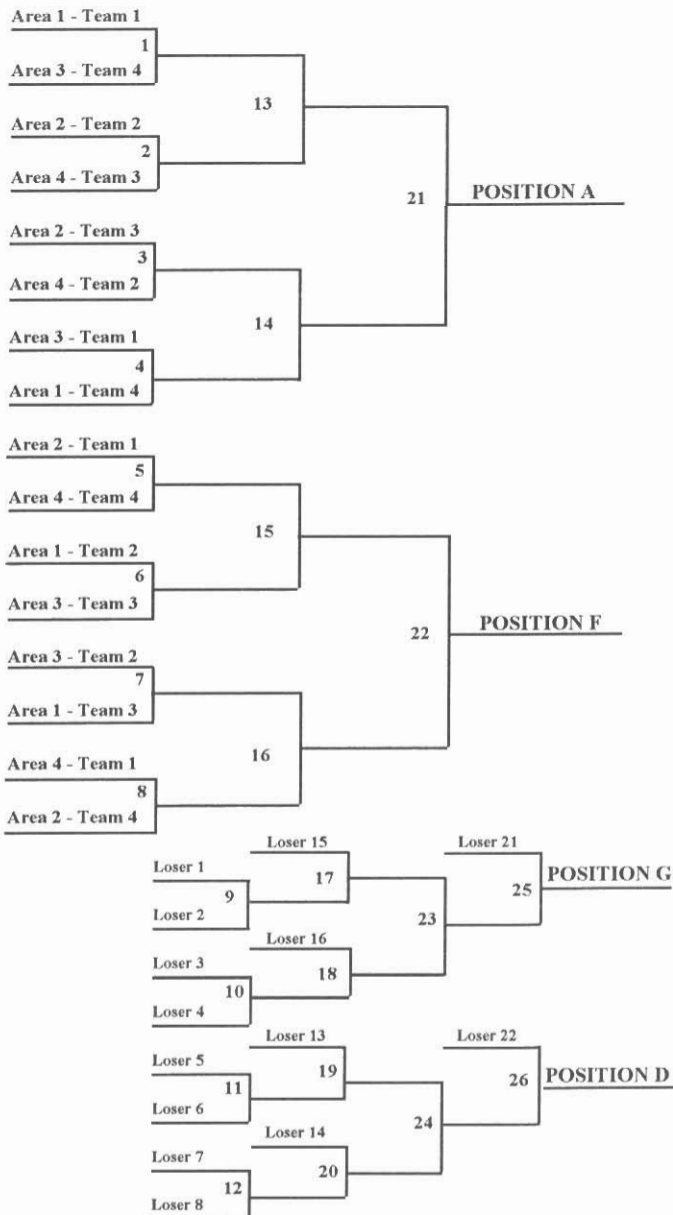 Area 1 - Team 1
1
Area 3 - Team 4
13
Area 2 - Team 2
2
Area 4 - Team 3
21
POSITION A
Area 2 - Team 3
3
Area 4 - Team 2
14
Area 3 - Team 1
4
Area 1 - Team 4
Area 2 - Team 1
5
Area 4 - Team 4
15
Area 1 - Team 2
6
Area 3 - Team 3
22
POSITION F
Area 3 - Team 2
7
Area 1 - Team 3
16
Area 4 - Team 1
8
Area 2 - Team 4
Loser 15
Loser 21
Loser 1
17
POSITION G
9
25
Loser 2
23
Loser 16
Loser 3
18
10
Loser 4
Loser 13
Loser 22
Loser 5
19
26
POSITION D
11
Loser 6
24
Loser 14
Loser 7
20
12
Loser 8